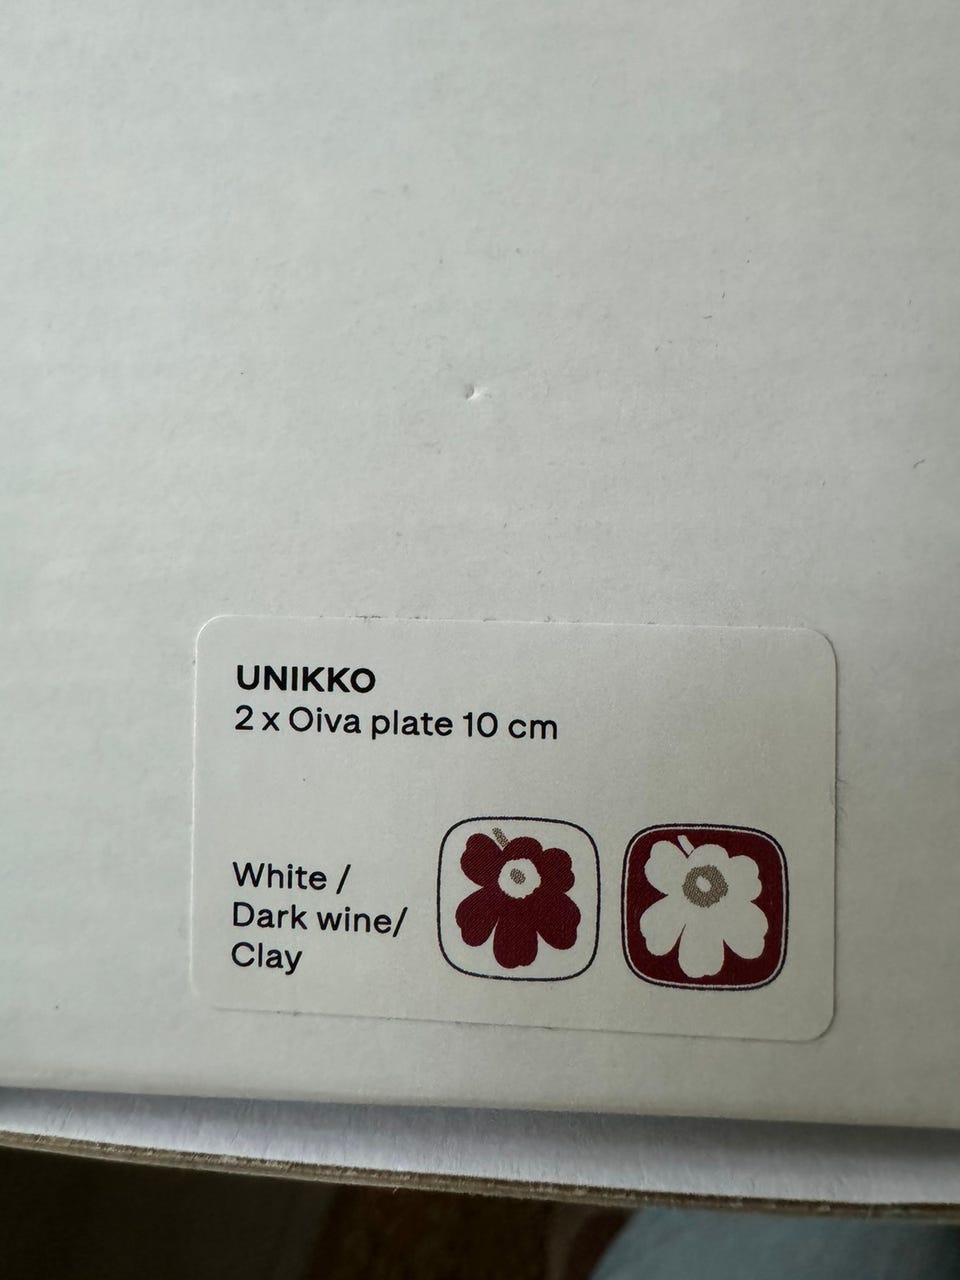 UNIKKO
2 x Oiva plate 10 cm
White /
Dark wine/
Clay